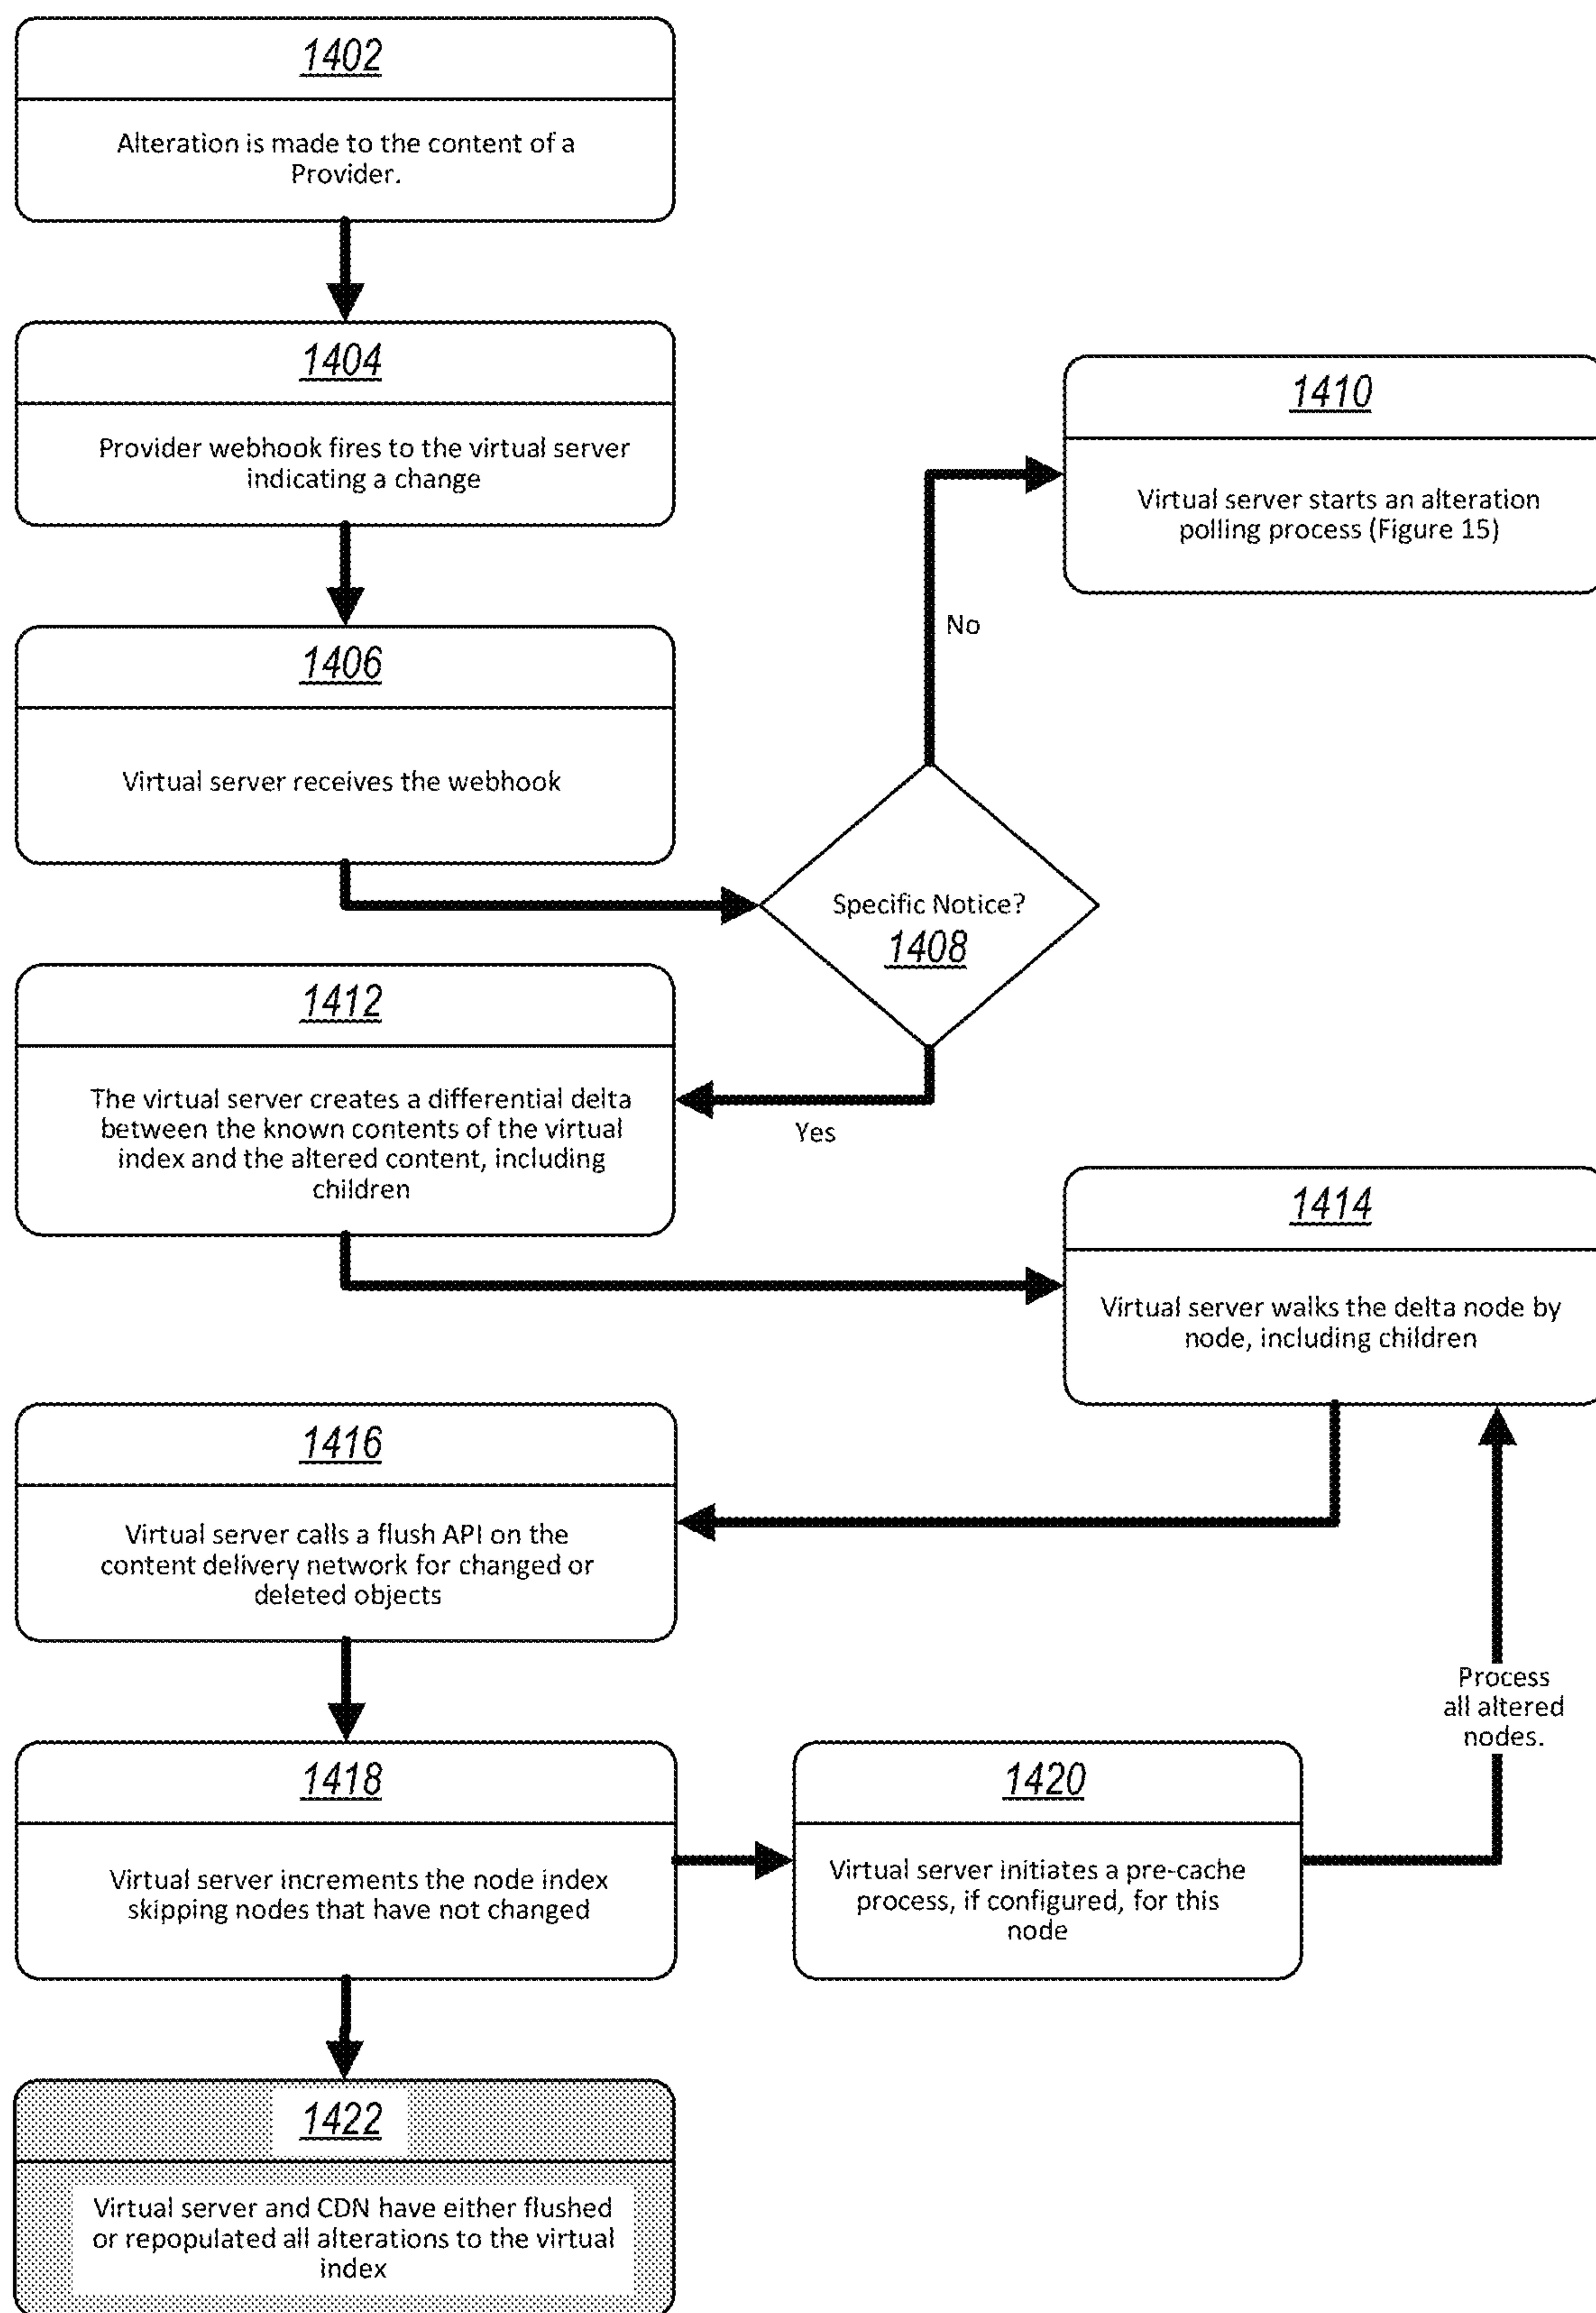 1402
Alteration is made to the content of a
Provider.
1404
Provider webhook fires to the virtual server
indicating a change
1410
Virtual server starts an alteration
polling process (Figure 15)
No
1406
Virtual server receives the webhook
Specific Notice?
1408
1412
The virtual server creates a differential delta
between the known contents of the virtual
index and the altered content, including
children
Yes
1414
Virtual server walks the delta node by
node, including children
1416
Virtual server calls a flush API on the
content delivery network for changed or
deleted objects
Process
all altered
nodes.
1418
Virtual server increments the node index
skipping nodes that have not changed
1420
Virtual server initiates a pre-cache
process, if configured, for this
node
1422
Virtual server and CDN have either flushed
or repopulated all alterations to the virtual
index